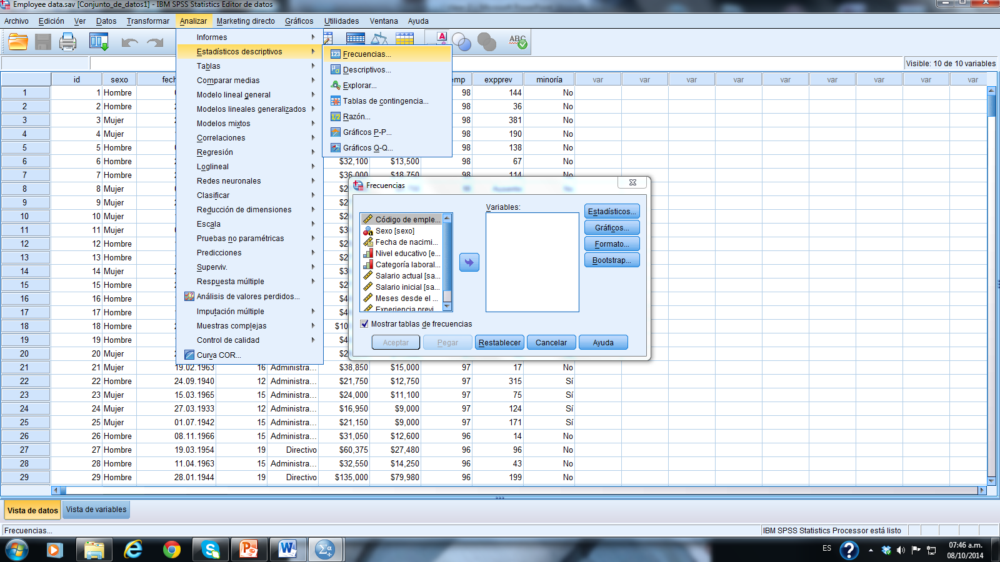 Employee data.sav [Conjunto_de_datos1] - IBM SPSS Statistics Editor de datos
Archivo Edición Ver Datos Transformar Analizar Marketing directo Gráficos Utilidades Ventana Ayuda
Visible: 10 de 10 variables
Informes
Estadísticos descriptivos
Tablas
Comparar medias
Modelo lineal general
Modelos lineales generalizados
Modelos mixtos
Correlaciones
Regresión
Loglineal
Redes neuronales
Clasificar
Reducción de dimensiones
Escala
Pruebas no paramétricas
Predicciones
Superviv.
Respuesta múltiple
Análisis de valores perdidos...
Imputación múltiple
Muestras complejas
Control de calidad
Curva COR...
Frecuencias...
Descriptivos...
Explorar...
Tablas de contingencia...
Razón...
Gráficos P-P...
Gráficos Q-Q...
id sexo fech emp expprev minoría var var var var var var var var var
1 1 Hombre 98 144 No
2 2 Hombre 98 36 No
3 3 Mujer 98 381 No
4 4 Mujer 98 190 No
5 5 Hombre 98 138 No
6 6 Hombre $32,100 $13,500 98 67 No
7 7 Hombre $36,000 $18,750 98 114 No
8 8 Mujer
9 9 Mujer
10 10 Mujer
11 11 Mujer
12 12 Hombre
13 13 Hombre
14 14 Mujer
15 15 Hombre
16 16 Hombre
17 17 Hombre
18 18 Hombre
19 19 Hombre
20 20 Mujer
21 21 Mujer 19.02.1963 16 Administra... $38,850 $15,000 97 17 No
22 22 Hombre 24.09.1940 12 Administra... $21,750 $12,750 97 315 Sí
23 23 Mujer 15.03.1965 15 Administra... $24,000 $11,100 97 75 Sí
24 24 Mujer 27.03.1933 12 Administra... $16,950 $9,000 97 124 Sí
25 25 Mujer 01.07.1942 15 Administra... $21,150 $9,000 97 171 Sí
26 26 Hombre 08.11.1966 15 Administra... $31,050 $12,600 96 14 No
27 27 Hombre 19.03.1954 19 Directivo $60,375 $27,480 96 96 No
28 28 Hombre 11.04.1963 15 Administra... $32,550 $14,250 96 43 No
29 29 Hombre 28.01.1944 19 Directivo $135,000 $79,980 96 199 No
Frecuencias
Variables:
Código de emple...
Sexo [sexo]
Fecha de nacimi...
Nivel educativo [e...
Categoría laboral...
Salario actual [sa...
Salario inicial [sa...
Meses desde el ...
Experiencia previ
Estadísticos...
Gráficos...
Formato...
Bootstrap...
Mostrar tablas de frecuencias
Aceptar Pegar Restablecer Cancelar Ayuda
Vista de datos Vista de variables
Frecuencias... IBM SPSS Statistics Processor está listo
ES 07:46 a.m.
08/10/2014